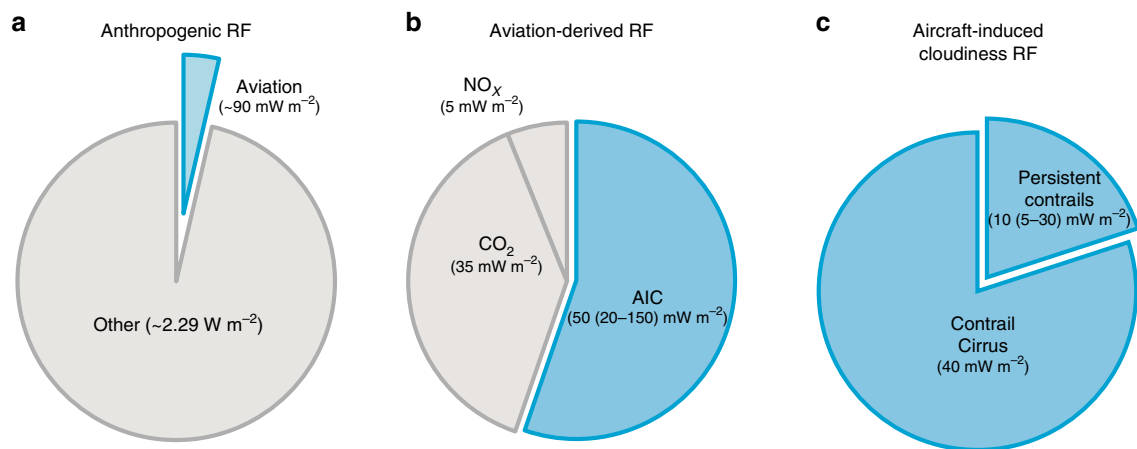 a
Anthropogenic RF
Aviation
(~90 mW m⁻²)
Other (~2.29 W m⁻²)
b
Aviation-derived RF
NOₓ
(5 mW m⁻²)
CO₂
(35 mW m⁻²)
AIC
(50 (20–150) mW m⁻²)
c
Aircraft-induced
cloudiness RF
Persistent
contrails
(10 (5–30) mW m⁻²)
Contrail
Cirrus
(40 mW m⁻²)